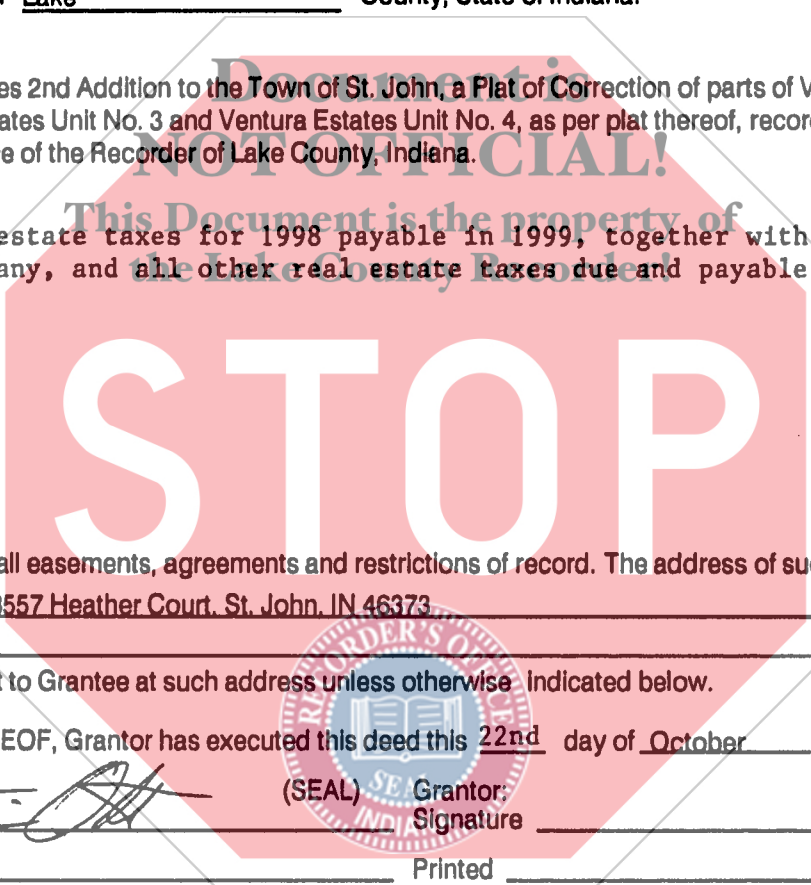 Lake County, State of Indiana.
Document is
es 2nd Addition to the Town of St. John, a Plat of Correction of parts of V
ates Unit No. 3 and Ventura Estates Unit No. 4, as per plat thereof, recor
e of the Recorder of Lake County, Indiana.
NOT OFFICIAL!
This Document is the property of
estate taxes for 1998 payable in 1999, together with
any, and all other real estate taxes due and payable
the Lake County Recorder!
STOP
all easements, agreements and restrictions of record. The address of su
3557 Heather Court, St. John, IN 46373
RECORDER'S OFFICE
t to Grantee at such address unless otherwise indicated below.
EOF, Grantor has executed this deed this 22nd day of October
(SEAL) Grantor:
SEAL
Signature
INDIANA
Printed